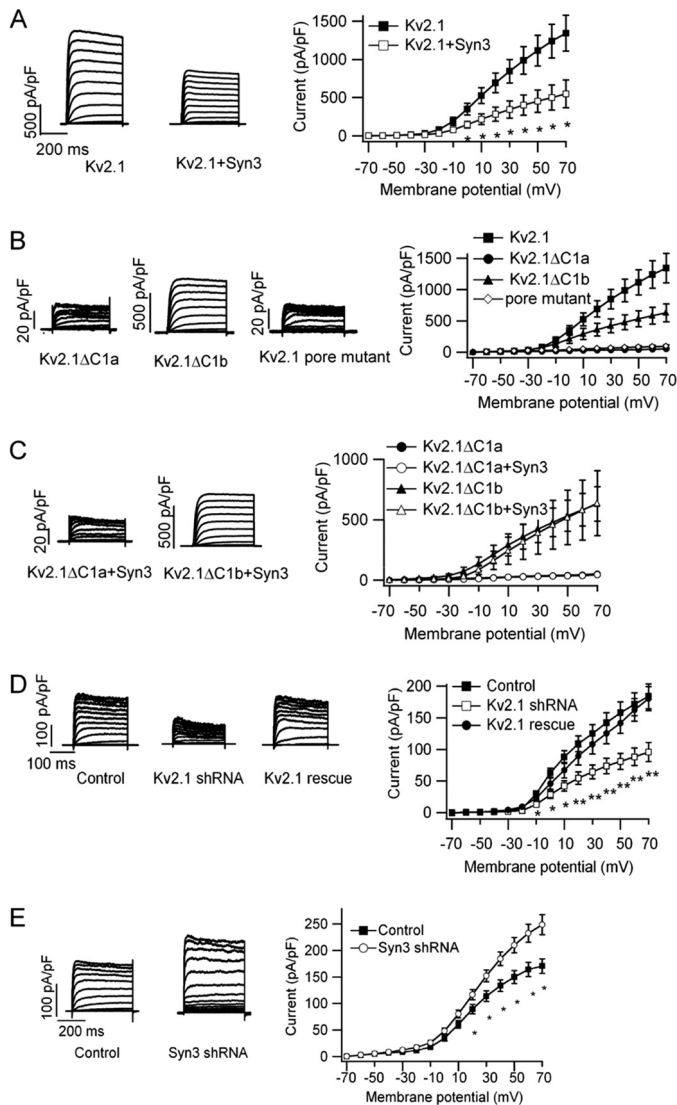 A
500 pA/pF
200 ms
Kv2.1
Kv2.1+Syn3
Current (pA/pF)
1500
1000
500
0
Kv2.1
Kv2.1+Syn3
* * * * * * * *
-70 -50 -30 -10 10 30 50 70
Membrane potential (mV)
B
20 pA/pF
Kv2.1ΔC1a
500 pA/pF
Kv2.1ΔC1b
20 pA/pF
Kv2.1 pore mutant
Current (pA/pF)
1500
1000
500
0
Kv2.1
Kv2.1ΔC1a
Kv2.1ΔC1b
pore mutant
-70 -50 -30 -10 10 30 50 70
Membrane potential (mV)
C
20 pA/pF
Kv2.1ΔC1a+Syn3
500 pA/pF
Kv2.1ΔC1b+Syn3
Current (pA/pF)
1000
500
0
Kv2.1ΔC1a
Kv2.1ΔC1a+Syn3
Kv2.1ΔC1b
Kv2.1ΔC1b+Syn3
-70 -50 -30 -10 10 30 50 70
Membrane potential (mV)
D
100 pA/pF
100 ms
Control
Kv2.1 shRNA
Kv2.1 rescue
Current (pA/pF)
200
150
100
50
0
Control
Kv2.1 shRNA
Kv2.1 rescue
* * * ** ** ** ** ** **
-70 -50 -30 -10 10 30 50 70
Membrane potential (mV)
E
100 pA/pF
200 ms
Control
Syn3 shRNA
Current (pA/pF)
250
200
150
100
50
0
Control
Syn3 shRNA
* * * * * *
-70 -50 -30 -10 10 30 50 70
Membrane potential (mV)